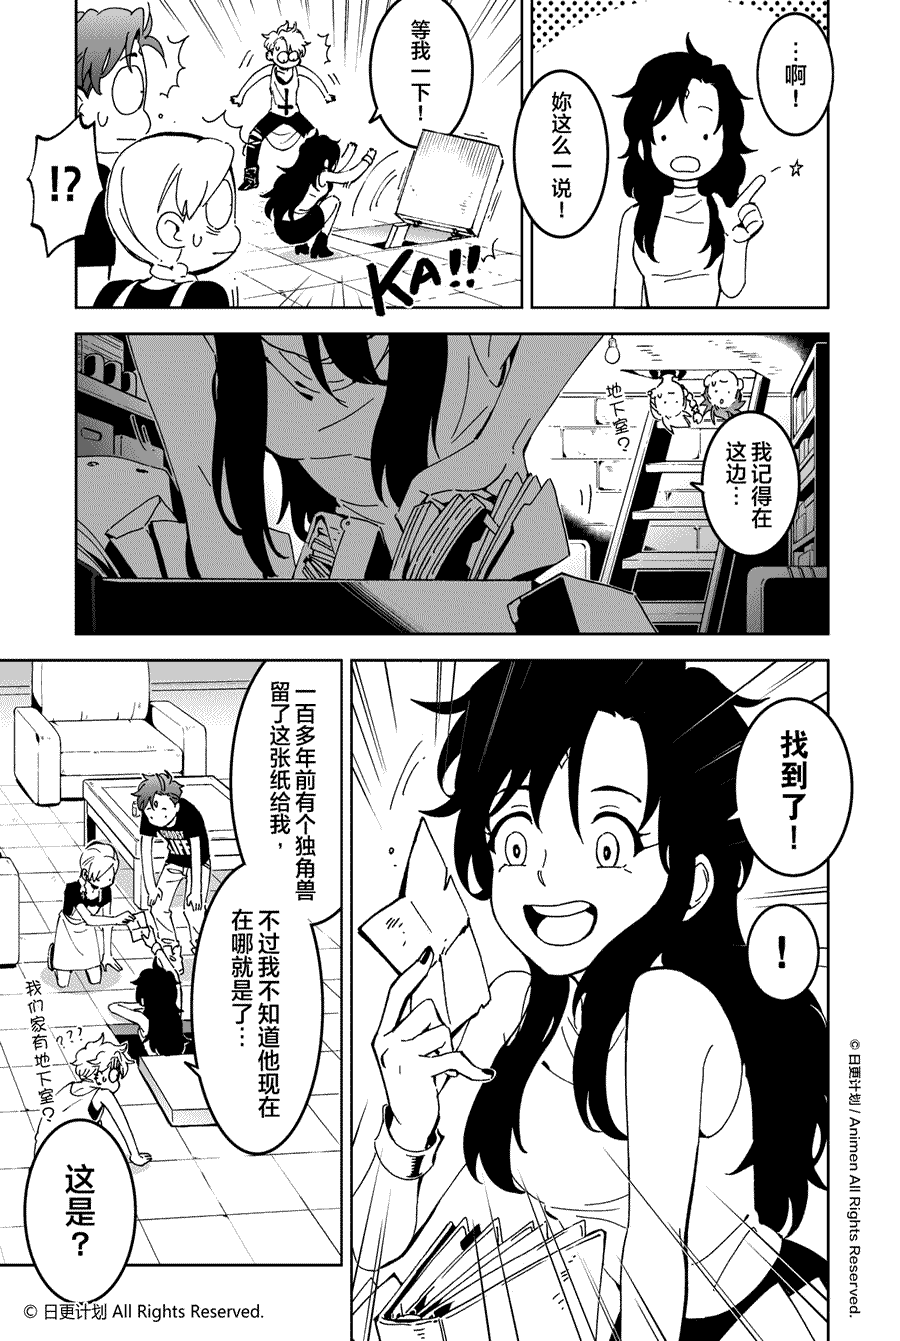 …啊！
妳这么一说！
等我一下！
!?
KA!!
地下室？
我记得在
这边…
找到了！
！
一百多年前有个独角兽
留了这张纸给我，
不过我不知道他现在
在哪就是了…
我们家有地下室？
???
这是？
© 日更计划 / Animen All Rights Reserved.
© 日更计划 All Rights Reserved.